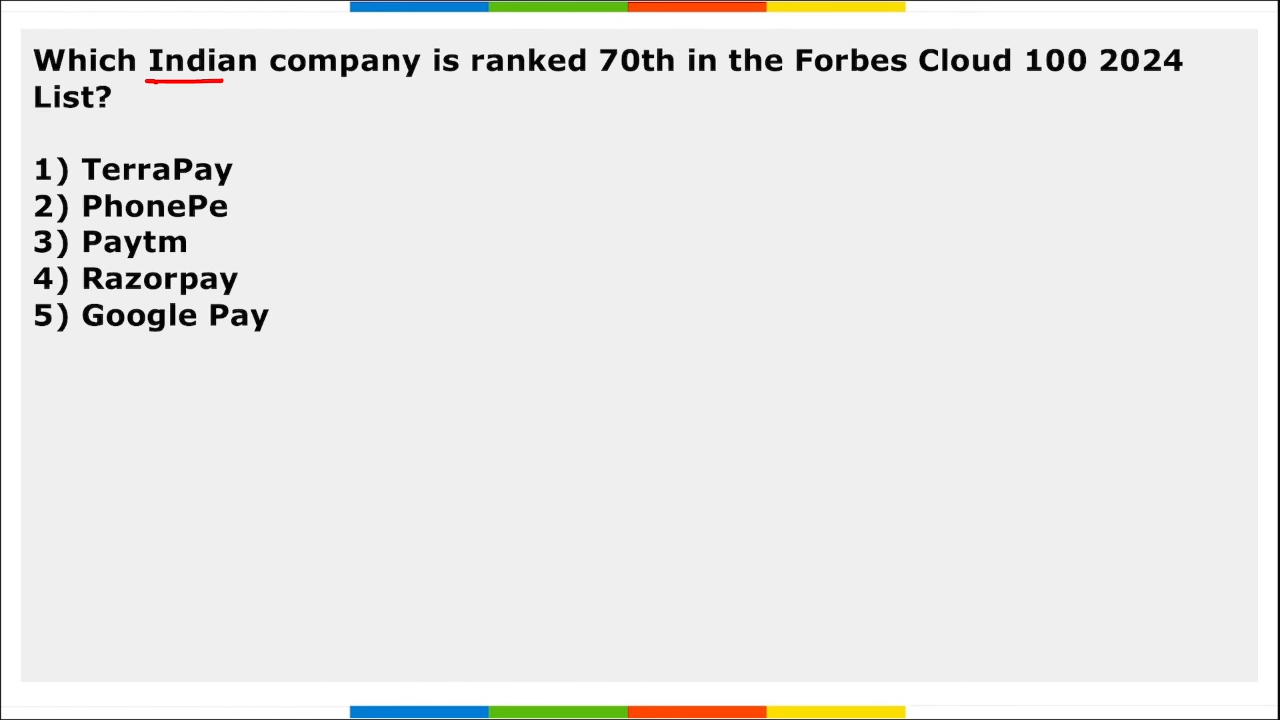 Which Indian company is ranked 70th in the Forbes Cloud 100 2024
List?
1) TerraPay
2) PhonePe
3) Paytm
4) Razorpay
5) Google Pay